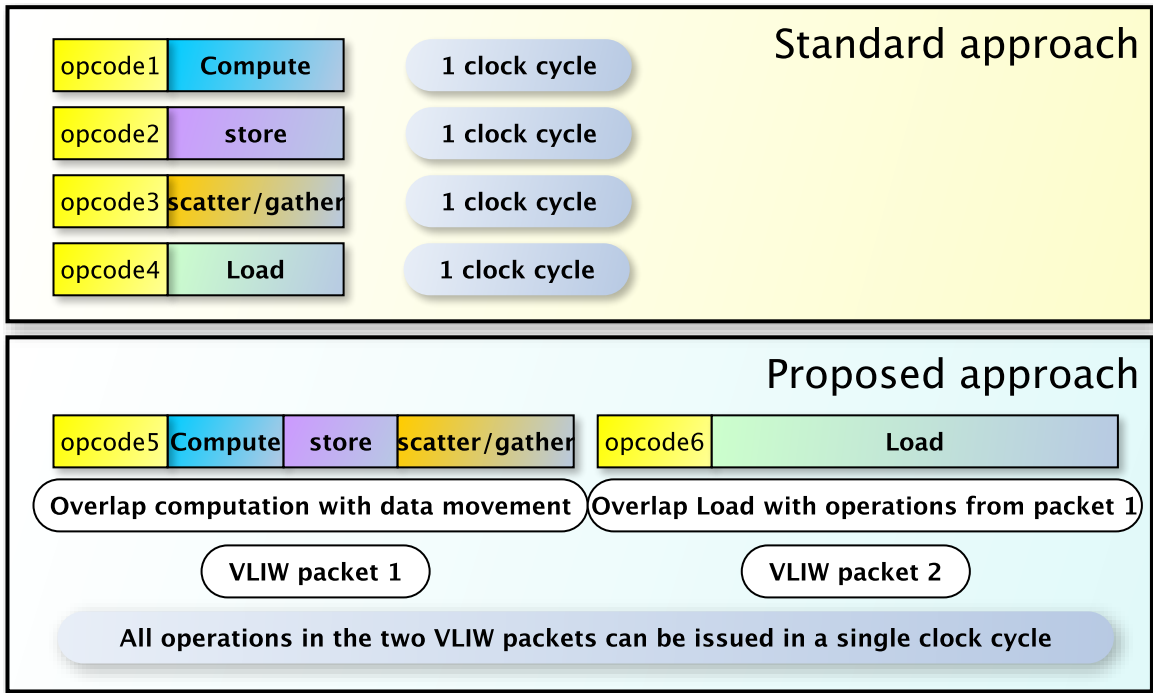 Standard approach
opcode1 Compute 1 clock cycle
opcode2 store 1 clock cycle
opcode3 scatter/gather 1 clock cycle
opcode4 Load 1 clock cycle
Proposed approach
opcode5 Compute store scatter/gather opcode6 Load
Overlap computation with data movement Overlap Load with operations from packet 1
VLIW packet 1 VLIW packet 2
All operations in the two VLIW packets can be issued in a single clock cycle